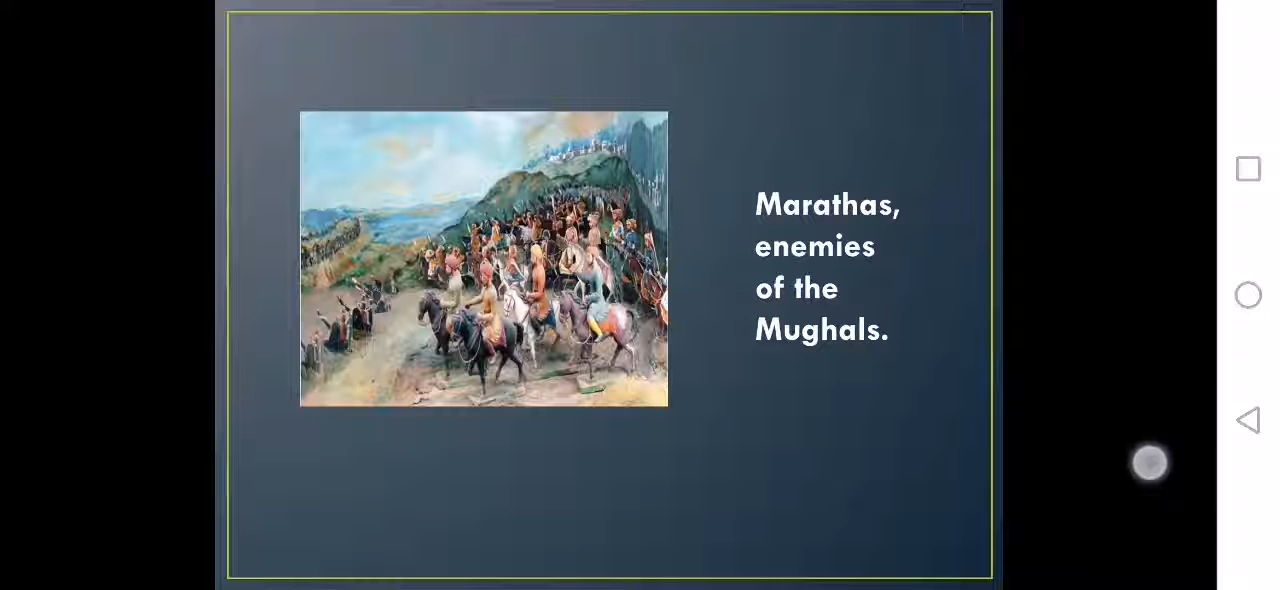 Marathas,
enemies
of the
Mughals.